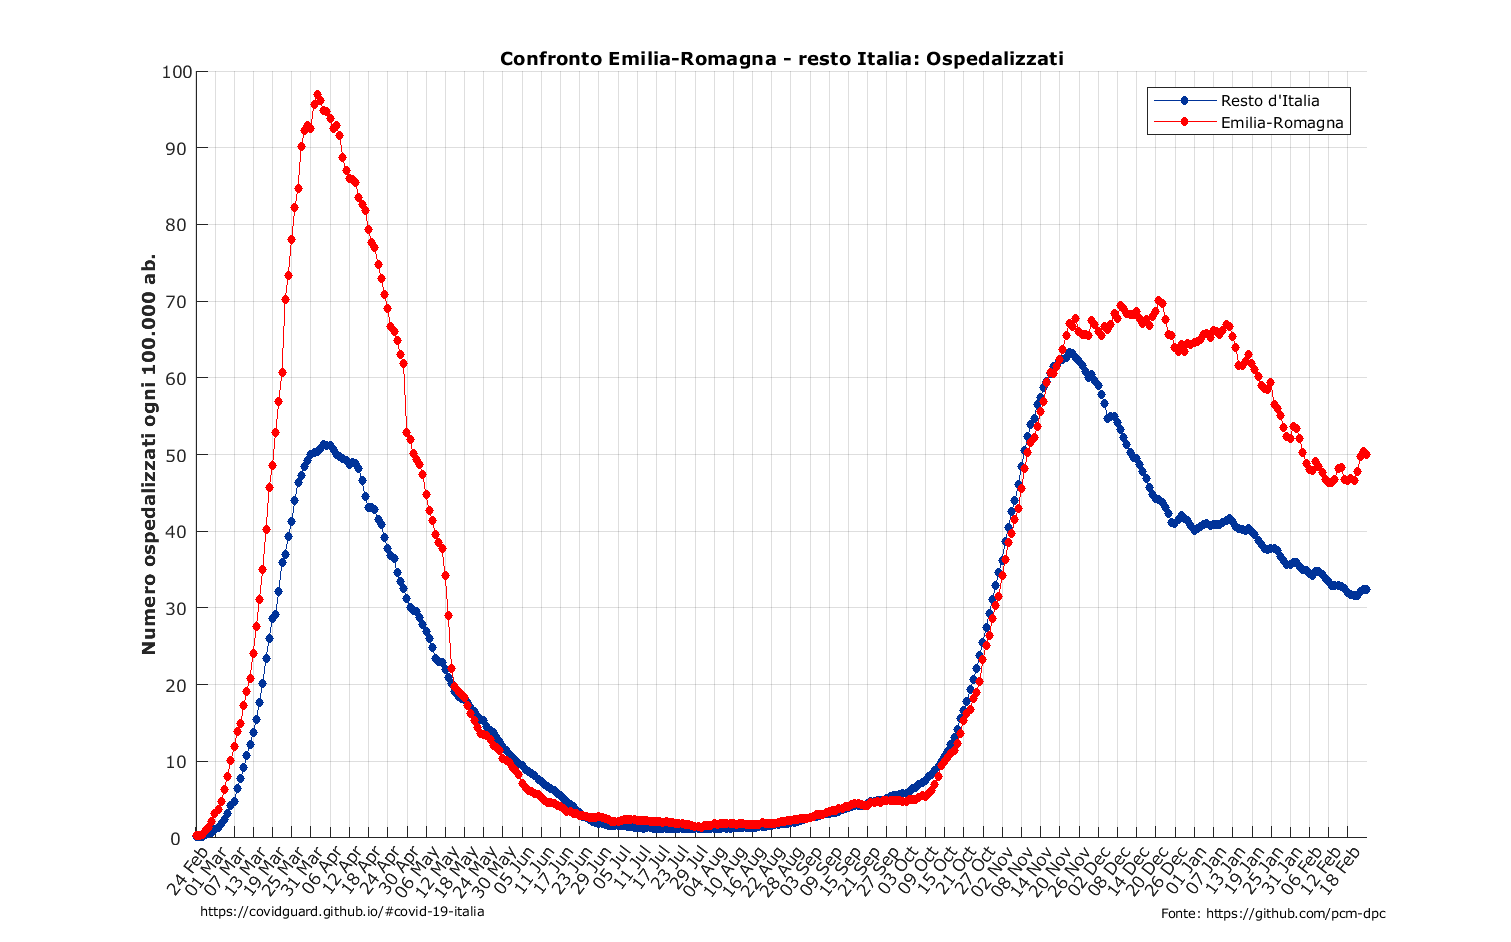 Confronto Emilia-Romagna - resto Italia: Ospedalizzati
Resto d'Italia
Emilia-Romagna
Numero ospedalizzati ogni 100.000 ab.
100
90
80
70
60
50
40
30
20
10
0
24 Feb
01 Mar
07 Mar
13 Mar
19 Mar
25 Mar
31 Mar
06 Apr
12 Apr
18 Apr
24 Apr
30 Apr
06 May
12 May
18 May
24 May
30 May
05 Jun
11 Jun
17 Jun
23 Jun
29 Jun
05 Jul
11 Jul
17 Jul
23 Jul
29 Jul
04 Aug
10 Aug
16 Aug
22 Aug
28 Aug
03 Sep
09 Sep
15 Sep
21 Sep
27 Sep
03 Oct
09 Oct
15 Oct
21 Oct
27 Oct
02 Nov
08 Nov
14 Nov
20 Nov
26 Nov
02 Dec
08 Dec
14 Dec
20 Dec
26 Dec
01 Jan
07 Jan
13 Jan
19 Jan
25 Jan
31 Jan
06 Feb
12 Feb
18 Feb
https://covidguard.github.io/#covid-19-italia
Fonte: https://github.com/pcm-dpc